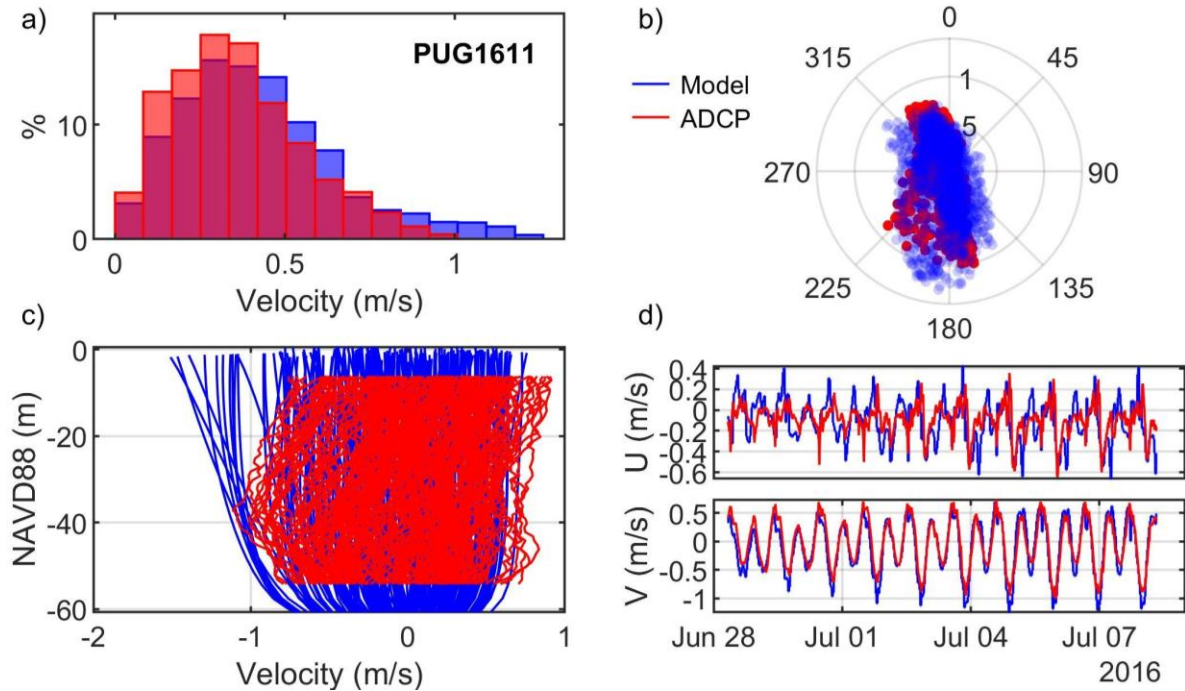 a)
PUG1611
%
10
0
0
0.5
1
Velocity (m/s)
b)
Model
ADCP
0
45
90
135
180
225
270
315
1
5
c)
NAVD88 (m)
0
-20
-40
-60
-2
-1
0
1
Velocity (m/s)
d)
U (m/s)
0.4
0.2
0
-0.2
-0.4
-0.6
V (m/s)
0.5
0
-0.5
-1
Jun 28
Jul 01
Jul 04
Jul 07
2016